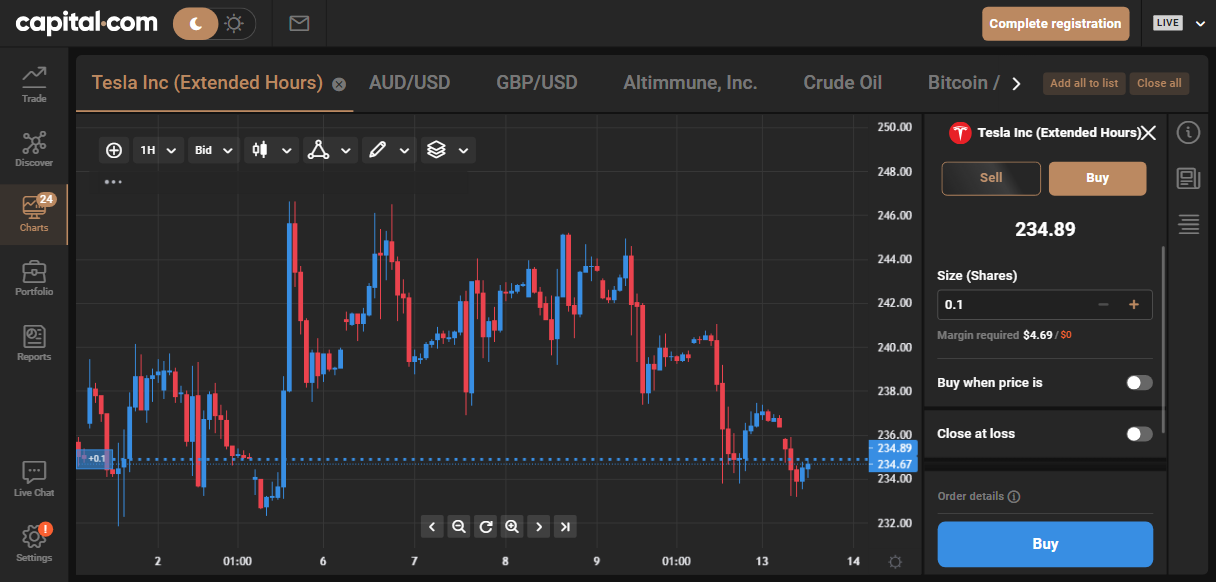 capital.com
Complete registration
LIVE
Trade
Discover
24
Charts
Portfolio
Reports
Live Chat
!
Settings
Tesla Inc (Extended Hours)
AUD/USD
GBP/USD
Altimmune, Inc.
Crude Oil
Bitcoin /
Add all to list
Close all
1H
Bid
250.00
248.00
246.00
244.00
242.00
240.00
238.00
236.00
234.89
234.67
234.00
232.00
+0.1
2
01:00
6
7
8
9
01:00
13
14
Tesla Inc (Extended Hours)
Sell
Buy
234.89
Size (Shares)
0.1
Margin required $4.69 / $0
Buy when price is
Close at loss
Order details
Buy